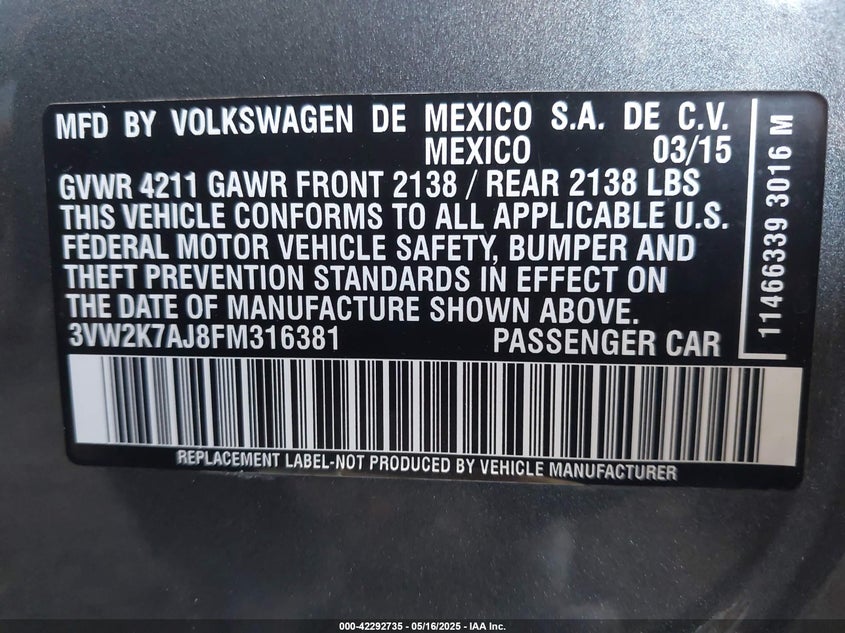 MFD BY VOLKSWAGEN DE MEXICO S.A. DE C.V.
MEXICO 03/15
GVWR 4211 GAWR FRONT 2138 / REAR 2138 LBS
THIS VEHICLE CONFORMS TO ALL APPLICABLE U.S.
FEDERAL MOTOR VEHICLE SAFETY, BUMPER AND
THEFT PREVENTION STANDARDS IN EFFECT ON
THE DATE OF MANUFACTURE SHOWN ABOVE.
3VW2K7AJ8FM316381 PASSENGER CAR
11466339 3016 M
REPLACEMENT LABEL-NOT PRODUCED BY VEHICLE MANUFACTURER
000-42292735 - 05/16/2025 - IAA Inc.